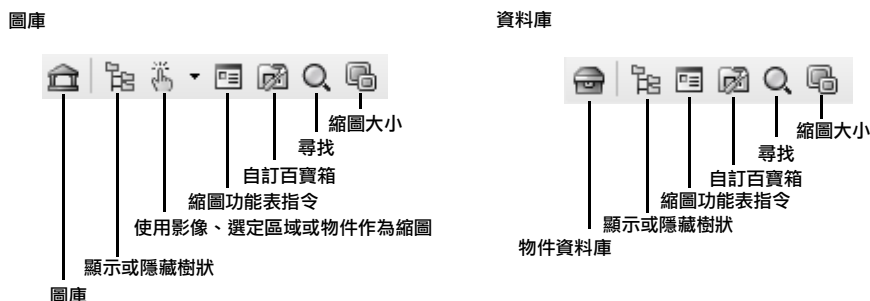 圖庫
縮圖大小
尋找
自訂百寶箱
縮圖功能表指令
使用影像、選定區域或物件作為縮圖
顯示或隱藏樹狀
圖庫
資料庫
縮圖大小
尋找
自訂百寶箱
縮圖功能表指令
顯示或隱藏樹狀
物件資料庫